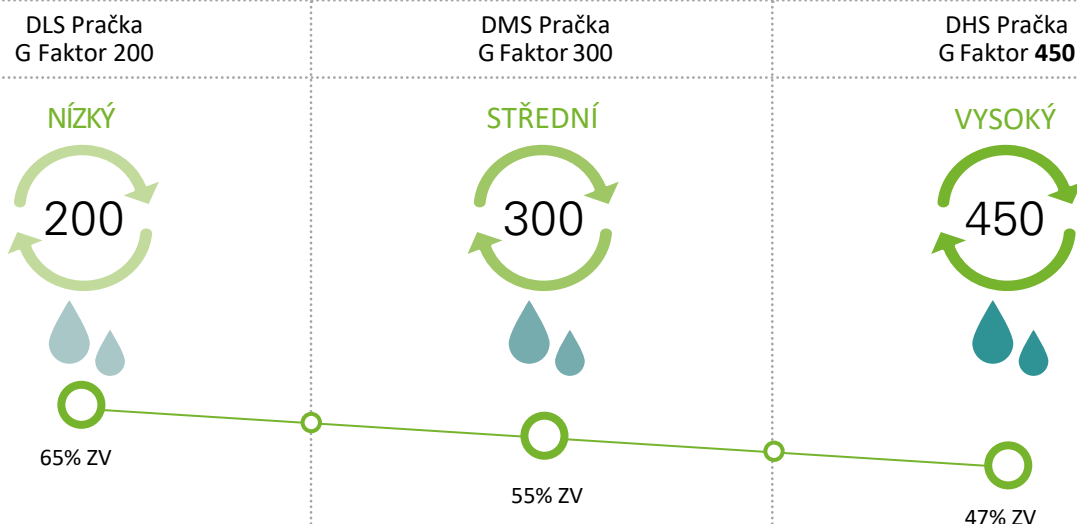 DLS Pračka
G Faktor 200
DMS Pračka
G Faktor 300
DHS Pračka
G Faktor 450
NÍZKÝ
STŘEDNÍ
VYSOKÝ
200
300
450
65% ZV
55% ZV
47% ZV